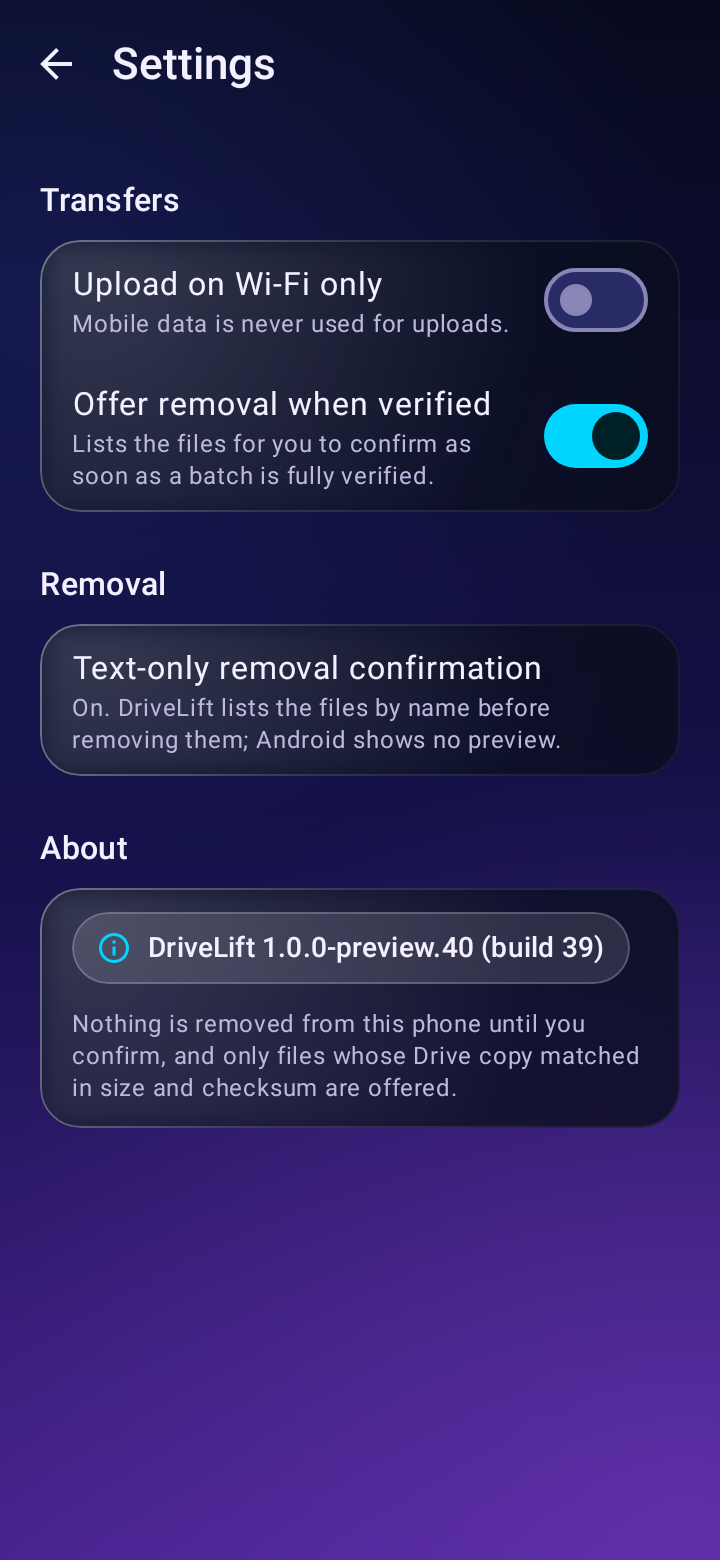 Settings
Transfers
Upload on Wi-Fi only
Mobile data is never used for uploads.
Offer removal when verified
Lists the files for you to confirm as
soon as a batch is fully verified.
Removal
Text-only removal confirmation
On. DriveLift lists the files by name before
removing them; Android shows no preview.
About
DriveLift 1.0.0-preview.40 (build 39)
Nothing is removed from this phone until you
confirm, and only files whose Drive copy matched
in size and checksum are offered.